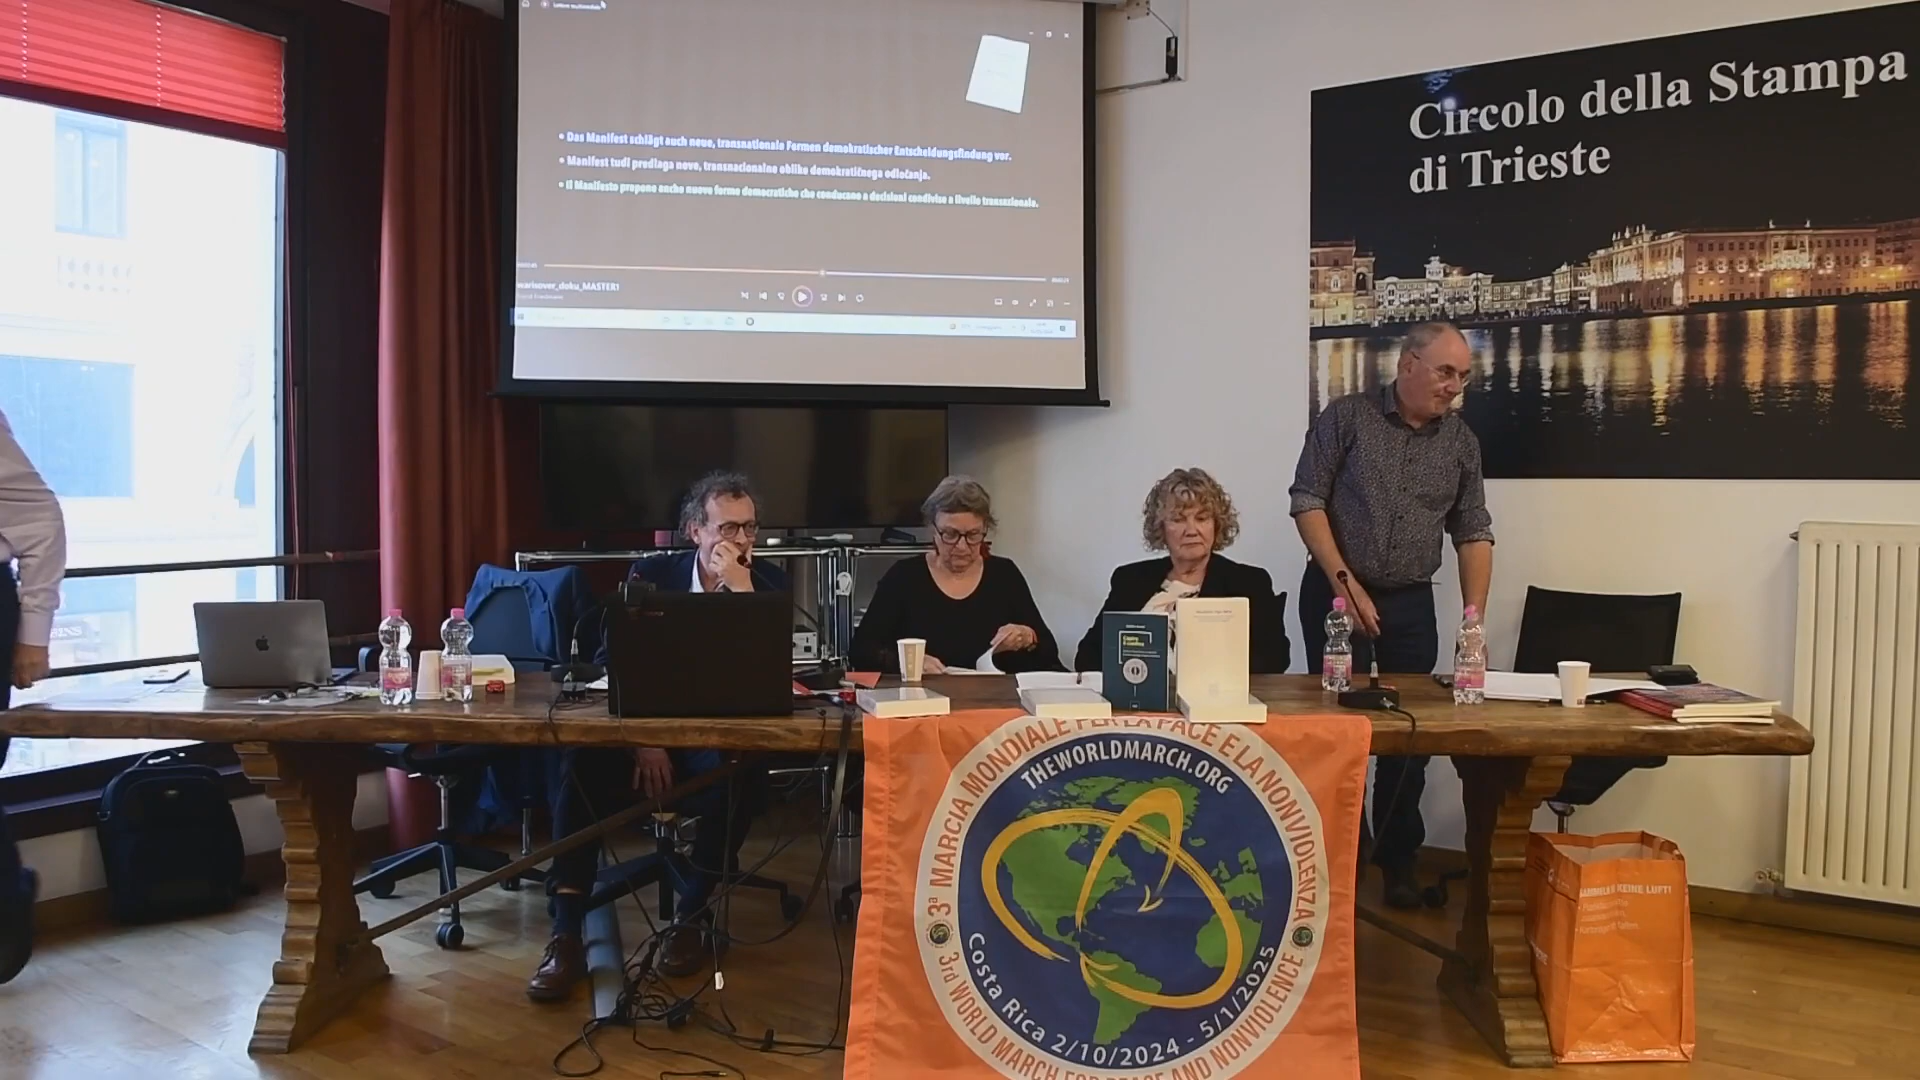 • Das Manifest schlägt auch neue, transnationale Formen demokratischer Entscheidungsfindung vor.
• Manifest tudi predlaga nove, transnacionalne oblike demokratičnega odločanja.
• Il Manifesto propone anche nuove forme democratiche che conducano a decisioni condivise a livello transnazionale.
warisover_doku_MASTER1
Circolo della Stampa
di Trieste
3ª MARCIA MONDIALE PER LA PACE E LA NONVIOLENZA
THEWORLDMARCH.ORG
Costa Rica 2/10/2024 - 5/1/2025
3rd WORLD MARCH FOR PEACE AND NONVIOLENCE
KEINE LUFT!